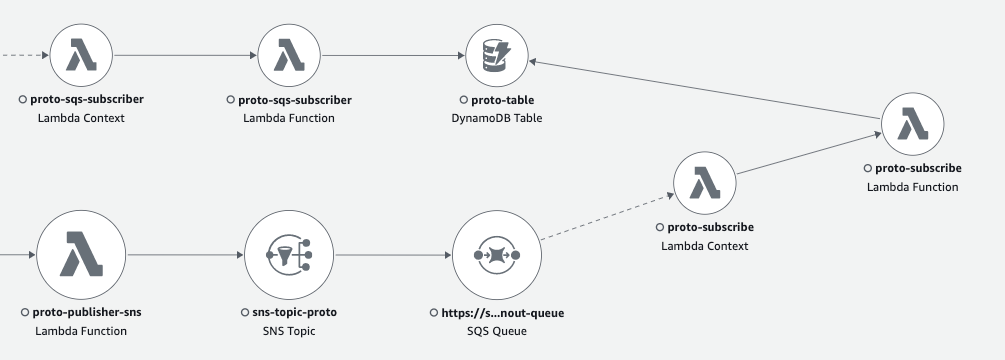 proto-sqs-subscriber
Lambda Context
proto-sqs-subscriber
Lambda Function
proto-table
DynamoDB Table
proto-subscribe
Lambda Function
proto-subscribe
Lambda Context
proto-publisher-sns
Lambda Function
sns-topic-proto
SNS Topic
https://s...nout-queue
SQS Queue